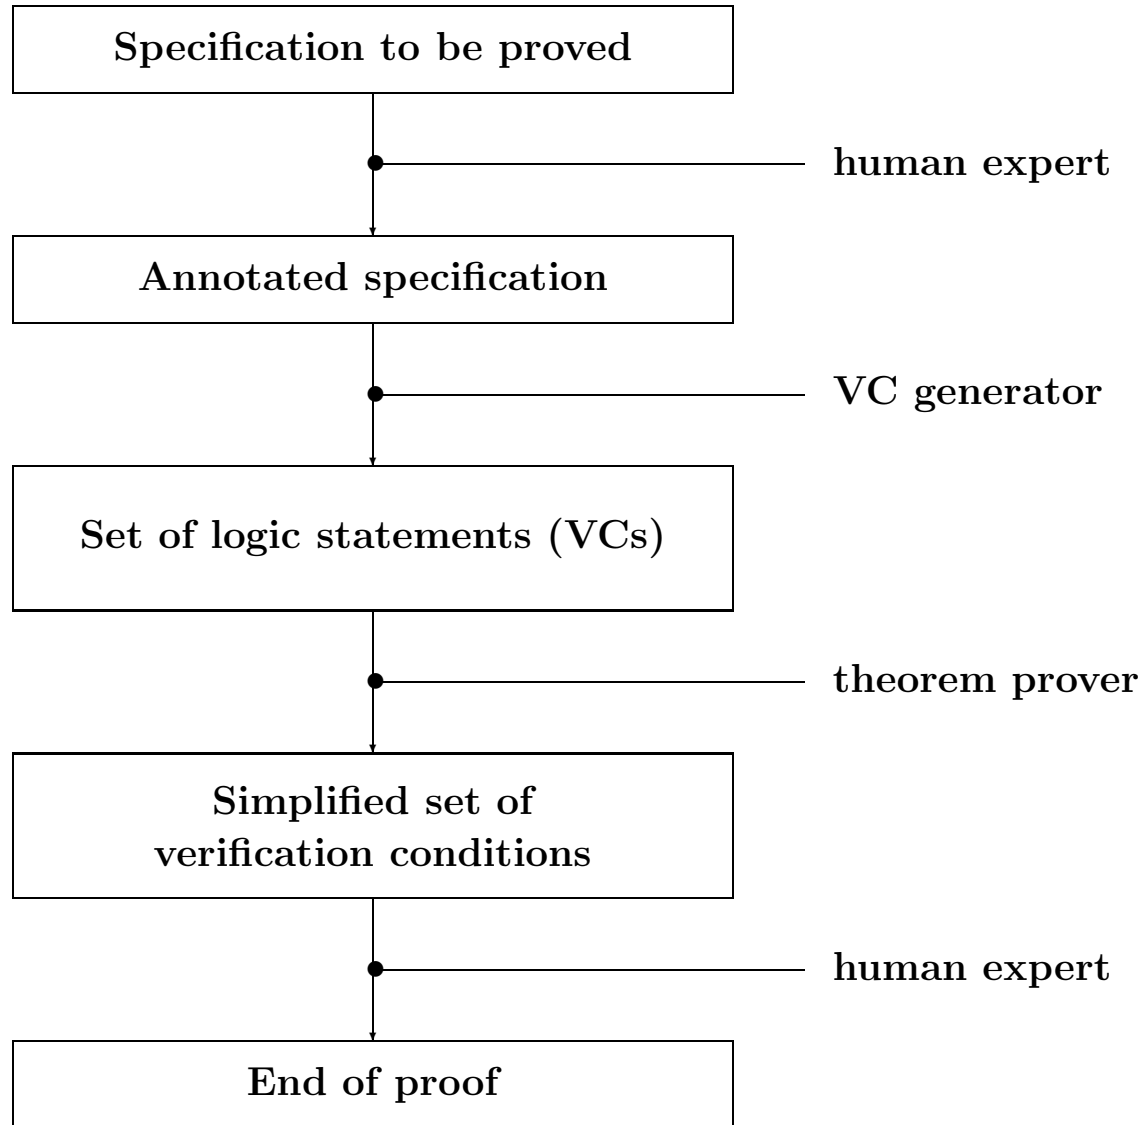 Specification to be proved
human expert
Annotated specification
VC generator
Set of logic statements (VCs)
theorem prover
Simplified set of
verification conditions
human expert
End of proof